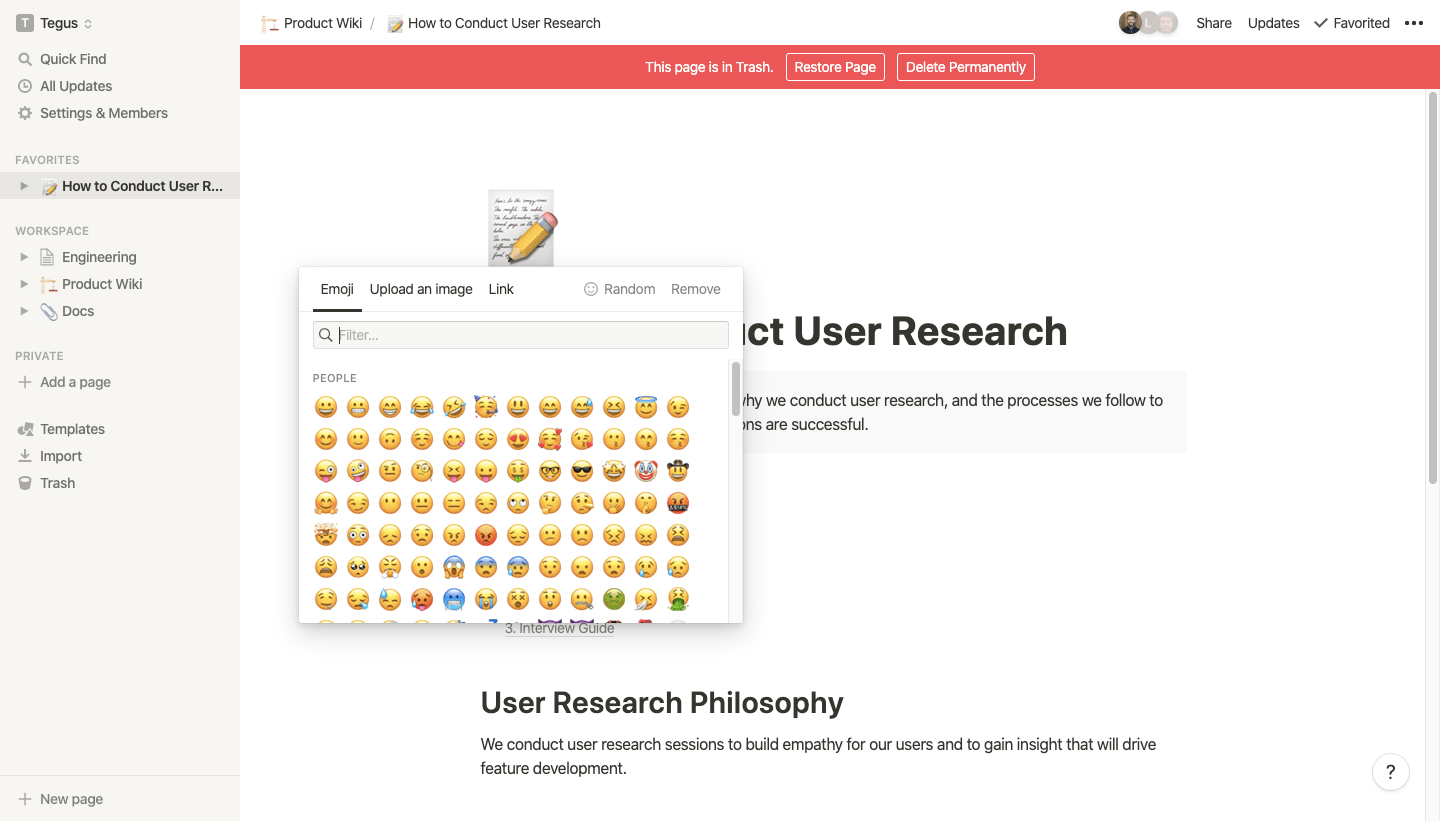 T Tegus
Quick Find
All Updates
Settings & Members
FAVORITES
How to Conduct User R...
WORKSPACE
Engineering
Product Wiki
Docs
PRIVATE
Add a page
Templates
Import
Trash
New page
Product Wiki / How to Conduct User Research
L
Share Updates Favorited
This page is in Trash. Restore Page Delete Permanently
Emoji Upload an image Link Random Remove
Filter...
PEOPLE
ct User Research
why we conduct user research, and the processes we follow to
ons are successful.
3. Interview Guide
User Research Philosophy
We conduct user research sessions to build empathy for our users and to gain insight that will drive
feature development.
?